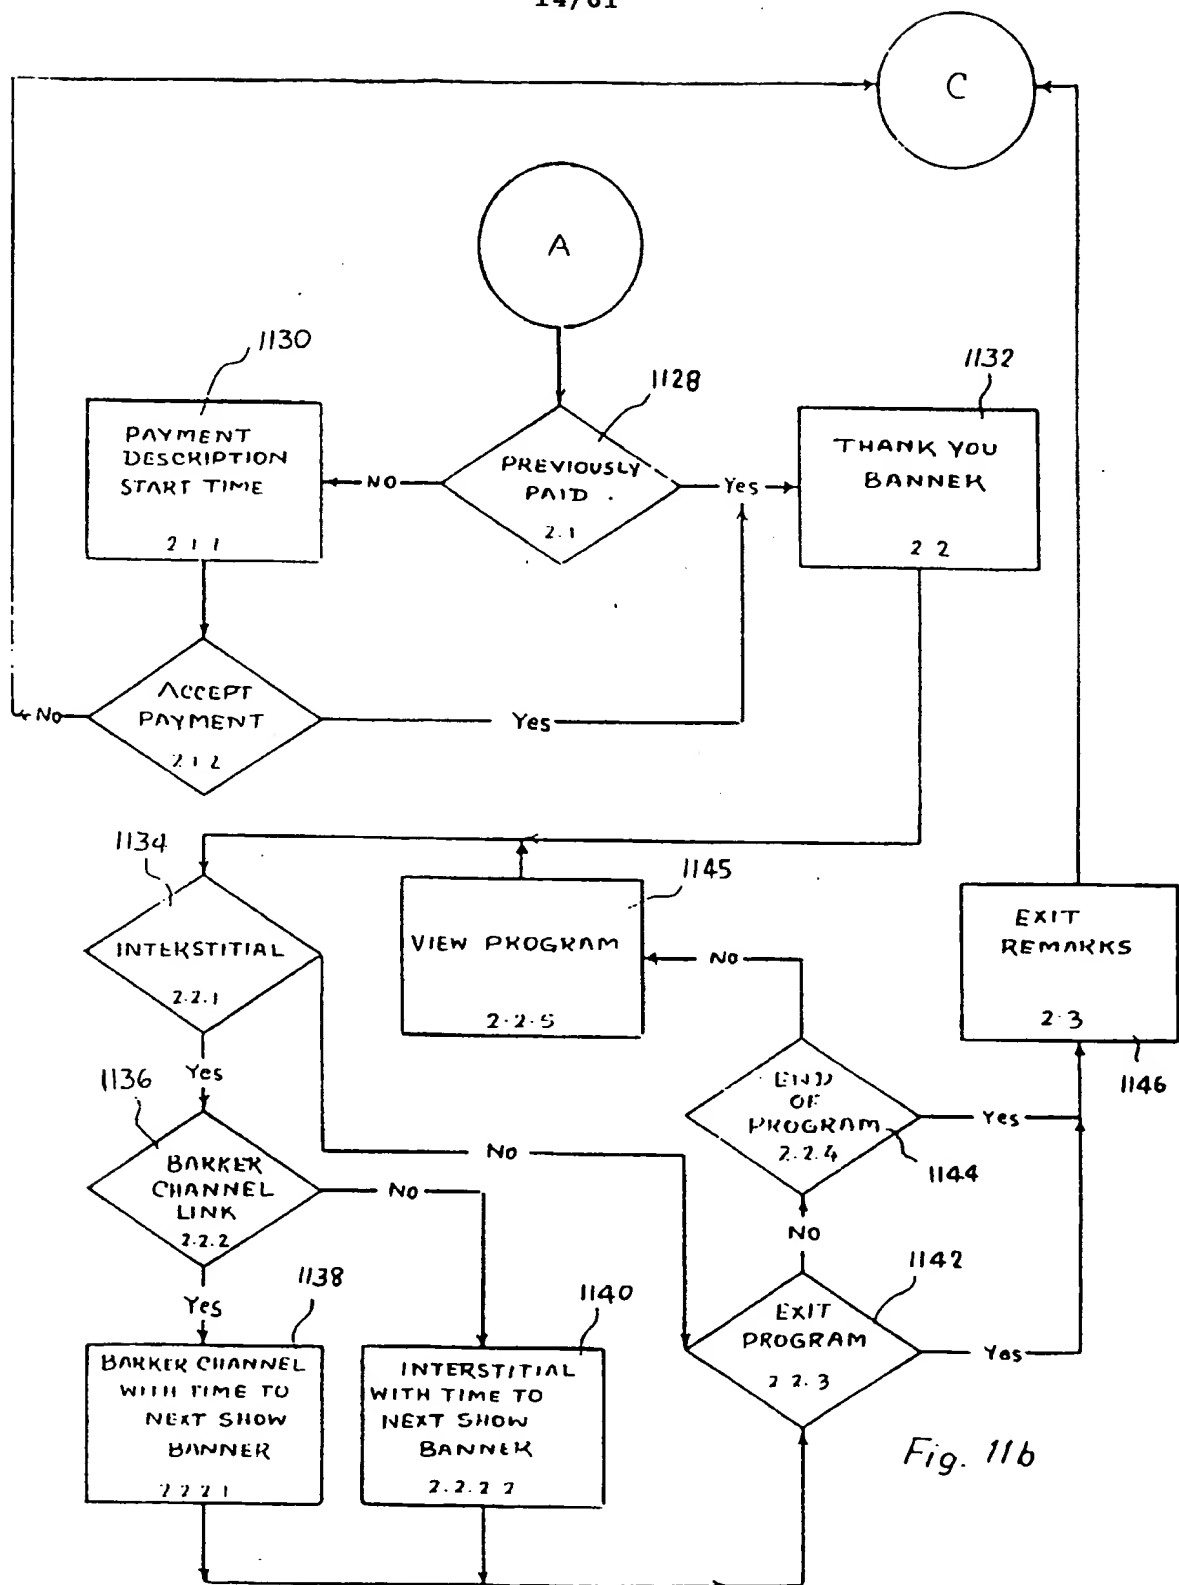 14/61
C
A
1130
1128
1132
PAYMENT
DESCRIPTION
START TIME
2 1 1
NO
PREVIOUSLY
PAID
2.1
Yes
THANK YOU
BANNER
2 2
ACCEPT
PAYMENT
2 1 2
No
Yes
1134
INTERSTITIAL
2.2.1
1145
VIEW PROGRAM
2.2.5
No
EXIT
REMARKS
2.3
1146
Yes
1136
BARKER
CHANNEL
LINK
2.2.2
No
No
END
OF
PROGRAM
2.2.4
Yes
1144
Yes
No
1138
BARKER CHANNEL
WITH TIME TO
NEXT SHOW
BANNER
2 2 2 1
1140
INTERSTITIAL
WITH TIME TO
NEXT SHOW
BANNER
2.2.2 2
1142
EXIT
PROGRAM
2 2.3
Yes
Fig. 11b